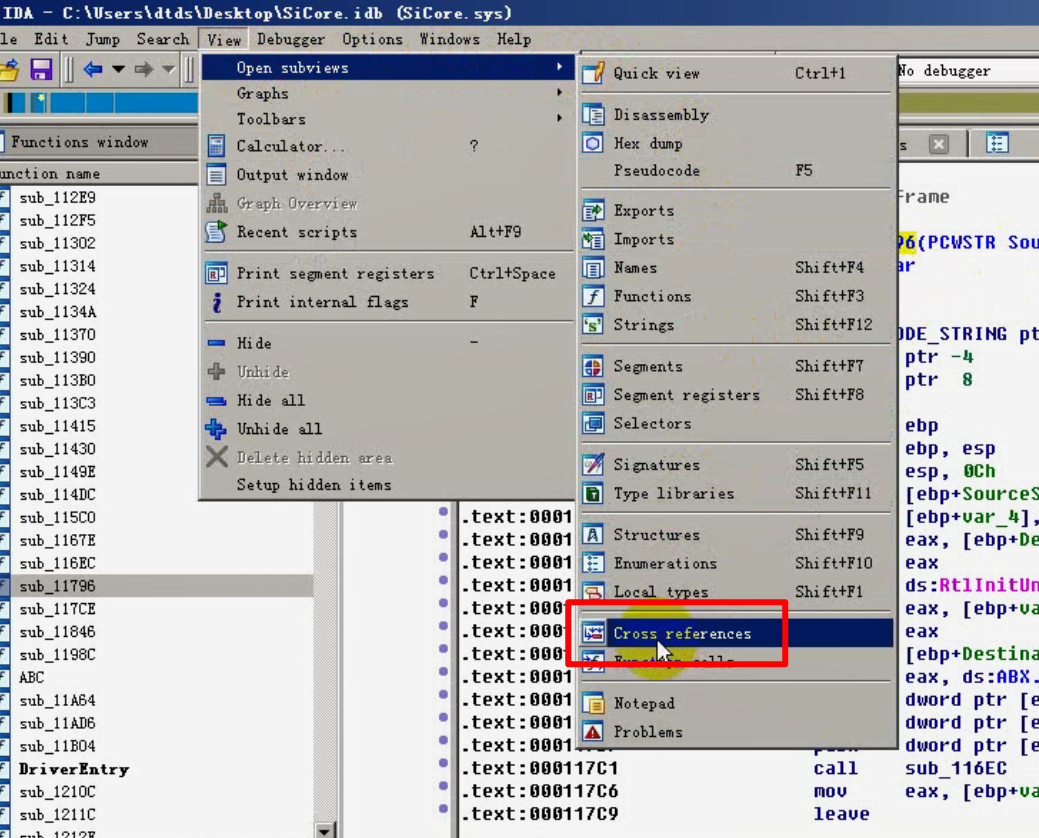 IDA - C:\Users\dtds\Desktop\SiCore.idb (SiCore.sys)
le Edit Jump Search View Debugger Options Windows Help
No debugger
Open subviews
Graphs
Toolbars
Calculator... ?
Output window
Graph Overview
Recent scripts Alt+F9
Print segment registers Ctrl+Space
Print internal flags F
Hide -
Unhide
Hide all
Unhide all
Delete hidden area
Setup hidden items
Quick view Ctrl+1
Disassembly
Hex dump
Pseudocode F5
Exports
Imports
Names Shift+F4
Functions Shift+F3
Strings Shift+F12
Segments Shift+F7
Segment registers Shift+F8
Selectors
Signatures Shift+F5
Type libraries Shift+F11
Structures Shift+F9
Enumerations Shift+F10
Local types Shift+F1
Cross references
Function calls
Notepad
Problems
Functions window
unction name
sub_112E9
sub_112F5
sub_11302
sub_11314
sub_11324
sub_1134A
sub_11370
sub_11390
sub_113B0
sub_113C3
sub_11415
sub_11430
sub_1149E
sub_114DC
sub_115C0
sub_1167E
sub_116EC
sub_11796
sub_117CE
sub_11846
sub_1198C
ABC
sub_11A64
sub_11AD6
sub_11B04
DriverEntry
sub_1210C
sub_1211C
s
Frame
96(PCWSTR Sou
ar
ODE_STRING pt
ptr -4
ptr 8
ebp
ebp, esp
esp, 0Ch
.text:0001 [ebp+SourceS
.text:0001 [ebp+var_4],
.text:0001 eax, [ebp+De
.text:0001 eax
.text:0001 ds:RtlInitUn
.text:0001 eax, [ebp+va
.text:0001 eax
.text:0001 [ebp+Destina
.text:0001 eax, ds:ABX.
.text:0001 dword ptr [e
.text:0001 dword ptr [e
.text:0001 dword ptr [e
.text:000117C1 call sub_116EC
.text:000117C6 mov eax, [ebp+va
.text:000117C9 leave